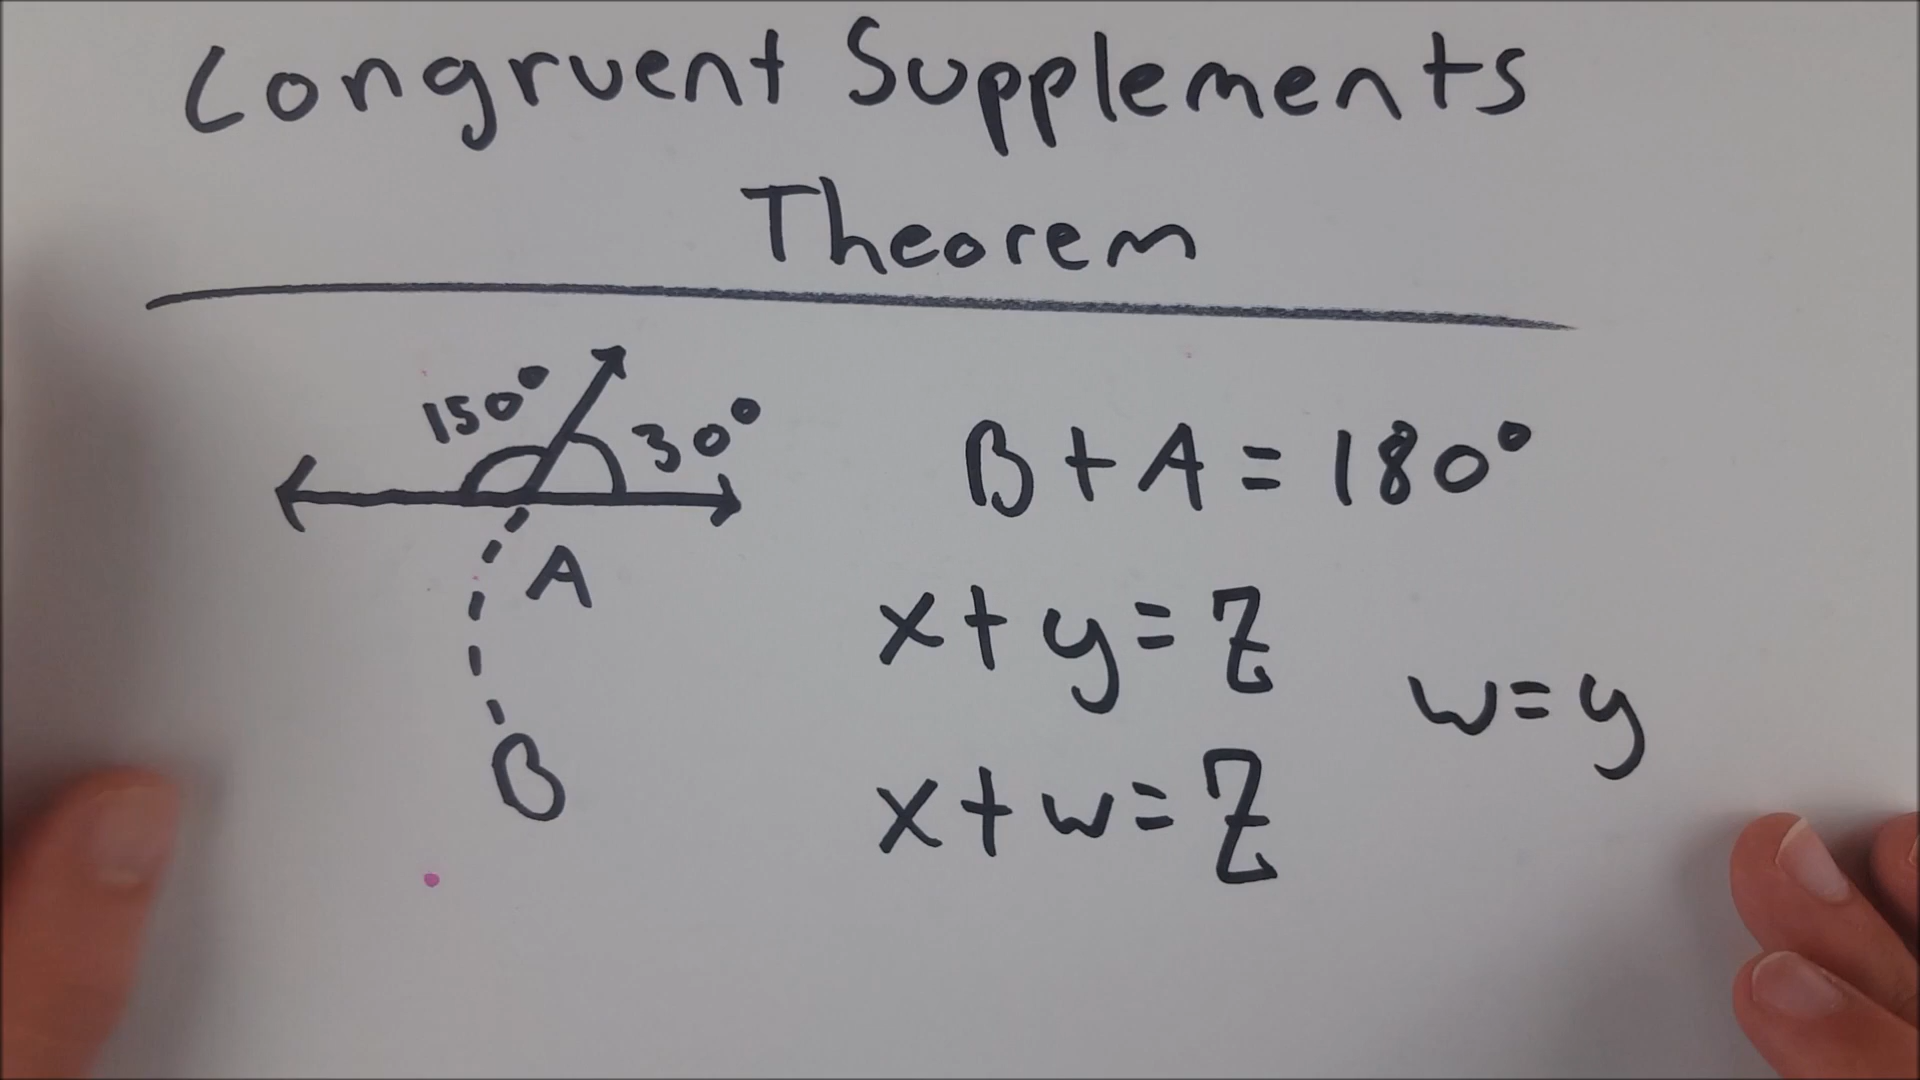 Congruent Supplements
Theorem
150° 30°
A
B
B + A = 180°
x + y = Z
w = y
x + w = Z